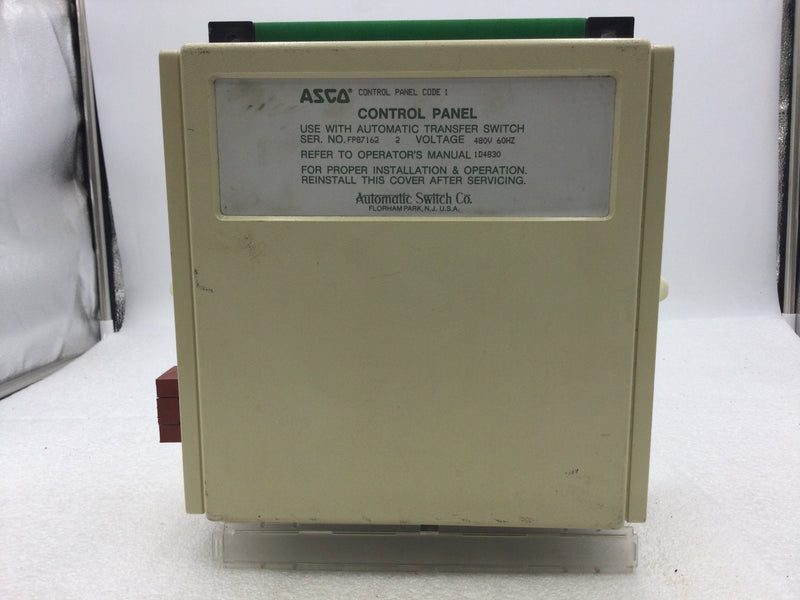 ASCO® CONTROL PANEL CODE 1
CONTROL PANEL
USE WITH AUTOMATIC TRANSFER SWITCH
SER. NO. FP87162 2 VOLTAGE 480V 60HZ
REFER TO OPERATOR'S MANUAL 1D4830
FOR PROPER INSTALLATION & OPERATION.
REINSTALL THIS COVER AFTER SERVICING.
Automatic Switch Co.
FLORHAM PARK, N.J. U.S.A.